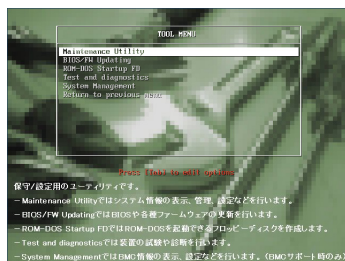 TOOL MENU
Maintenance Utility
BIOS/FW Updating
ROM-DOS Startup FD
Test and diagnostics
System Management
Return to previous menu
Press [Tab] to edit options
保守/設定用のユーティリティです。
－Maintenance Utilityではシステム情報の表示、管理、設定などを行います。
－BIOS/FW UpdatingではBIOSや各種ファームウェアの更新を行います。
－ROM-DOS Startup FDではROM-DOSを起動できるフロッピーディスクを作成します。
－Test and diagnosticsでは装置の試験や診断を行います。
－System ManagementではBMC情報の表示、設定などを行います。（BMCサポート時のみ）